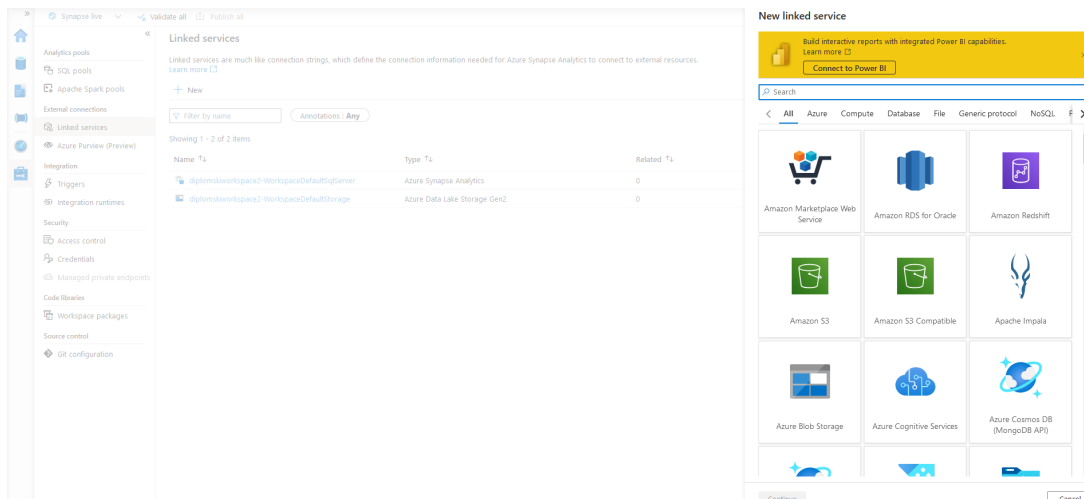 Synapse live
Validate all
Publish all
Analytics pools
SQL pools
Apache Spark pools
External connections
Linked services
Azure Purview (Preview)
Integration
Triggers
Integration runtimes
Security
Access control
Credentials
Managed private endpoints
Code libraries
Workspace packages
Source control
Git configuration
Linked services
Linked services are much like connection strings, which define the connection information needed for Azure Synapse Analytics to connect to external resources.
Learn more
New
Filter by name
Annotations : Any
Showing 1 - 2 of 2 items
Name Type Related
diplomskiworkspace2-WorkspaceDefaultSqlServer Azure Synapse Analytics 0
diplomskiworkspace2-WorkspaceDefaultStorage Azure Data Lake Storage Gen2 0
New linked service
Build interactive reports with integrated Power BI capabilities.
Learn more
Connect to Power BI
Search
All Azure Compute Database File Generic protocol NoSQL
Amazon Marketplace Web
Service
Amazon RDS for Oracle
Amazon Redshift
Amazon S3
Amazon S3 Compatible
Apache Impala
Azure Blob Storage
Azure Cognitive Services
Azure Cosmos DB
(MongoDB API)
Continue
Cancel